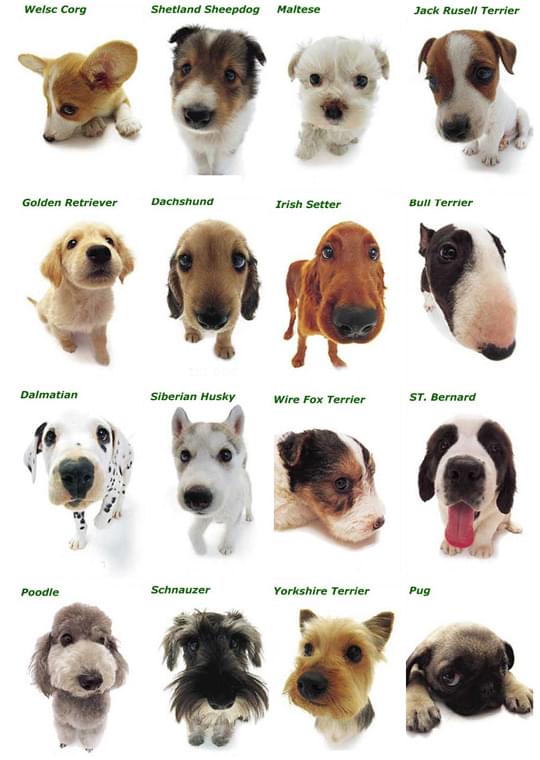 Welsc Corg
Shetland Sheepdog
Maltese
Jack Rusell Terrier
Golden Retriever
Dachshund
Irish Setter
Bull Terrier
Dalmatian
Siberian Husky
Wire Fox Terrier
ST. Bernard
Poodle
Schnauzer
Yorkshire Terrier
Pug